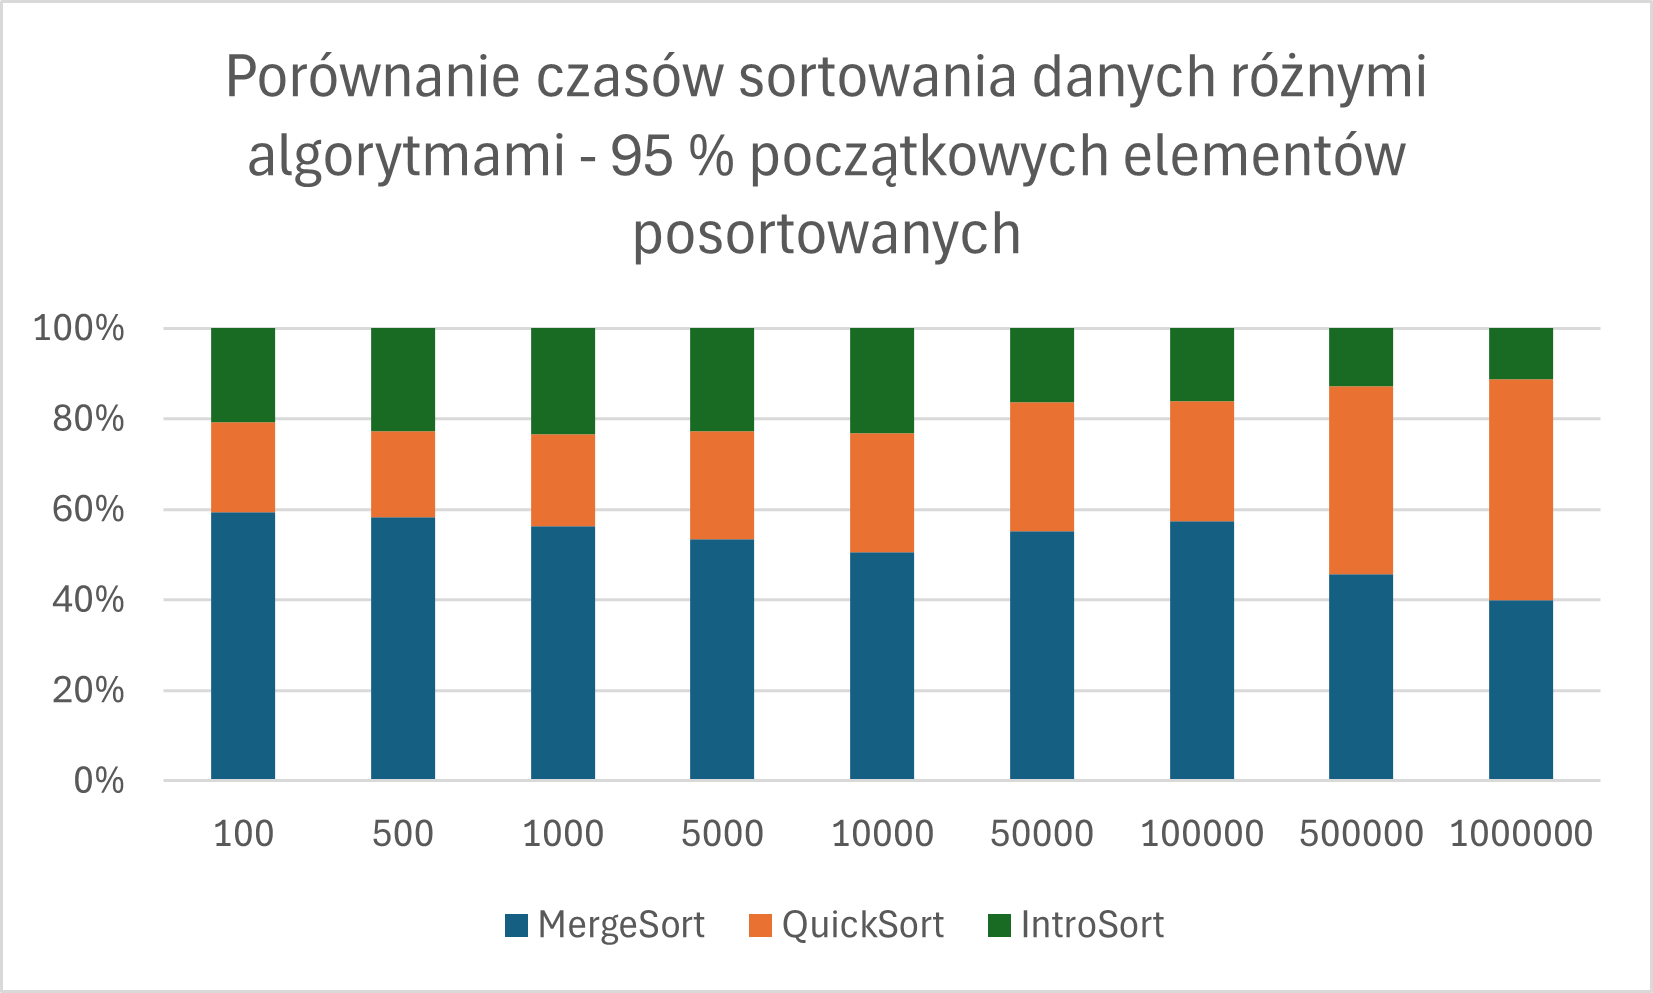 Porównanie czasów sortowania danych różnymi
algorytmami - 95 % początkowych elementów
posortowanych
100%
80%
60%
40%
20%
0%
100 500 1000 5000 10000 50000 100000 500000 1000000
MergeSort QuickSort IntroSort